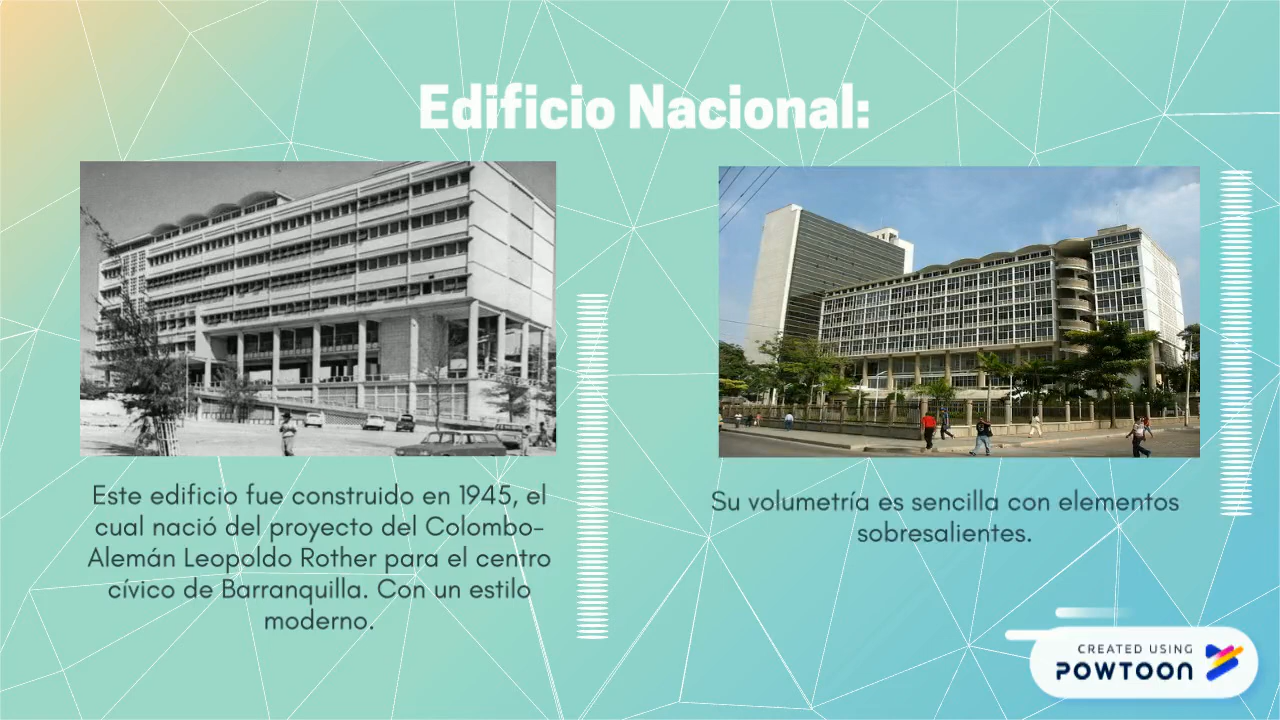 Edificio Nacional:
Este edificio fue construido en 1945, el
cual nació del proyecto del Colombo-
Alemán Leopoldo Rother para el centro
cívico de Barranquilla. Con un estilo
moderno.
Su volumetría es sencilla con elementos
sobresalientes.
CREATED USING
POWTOON